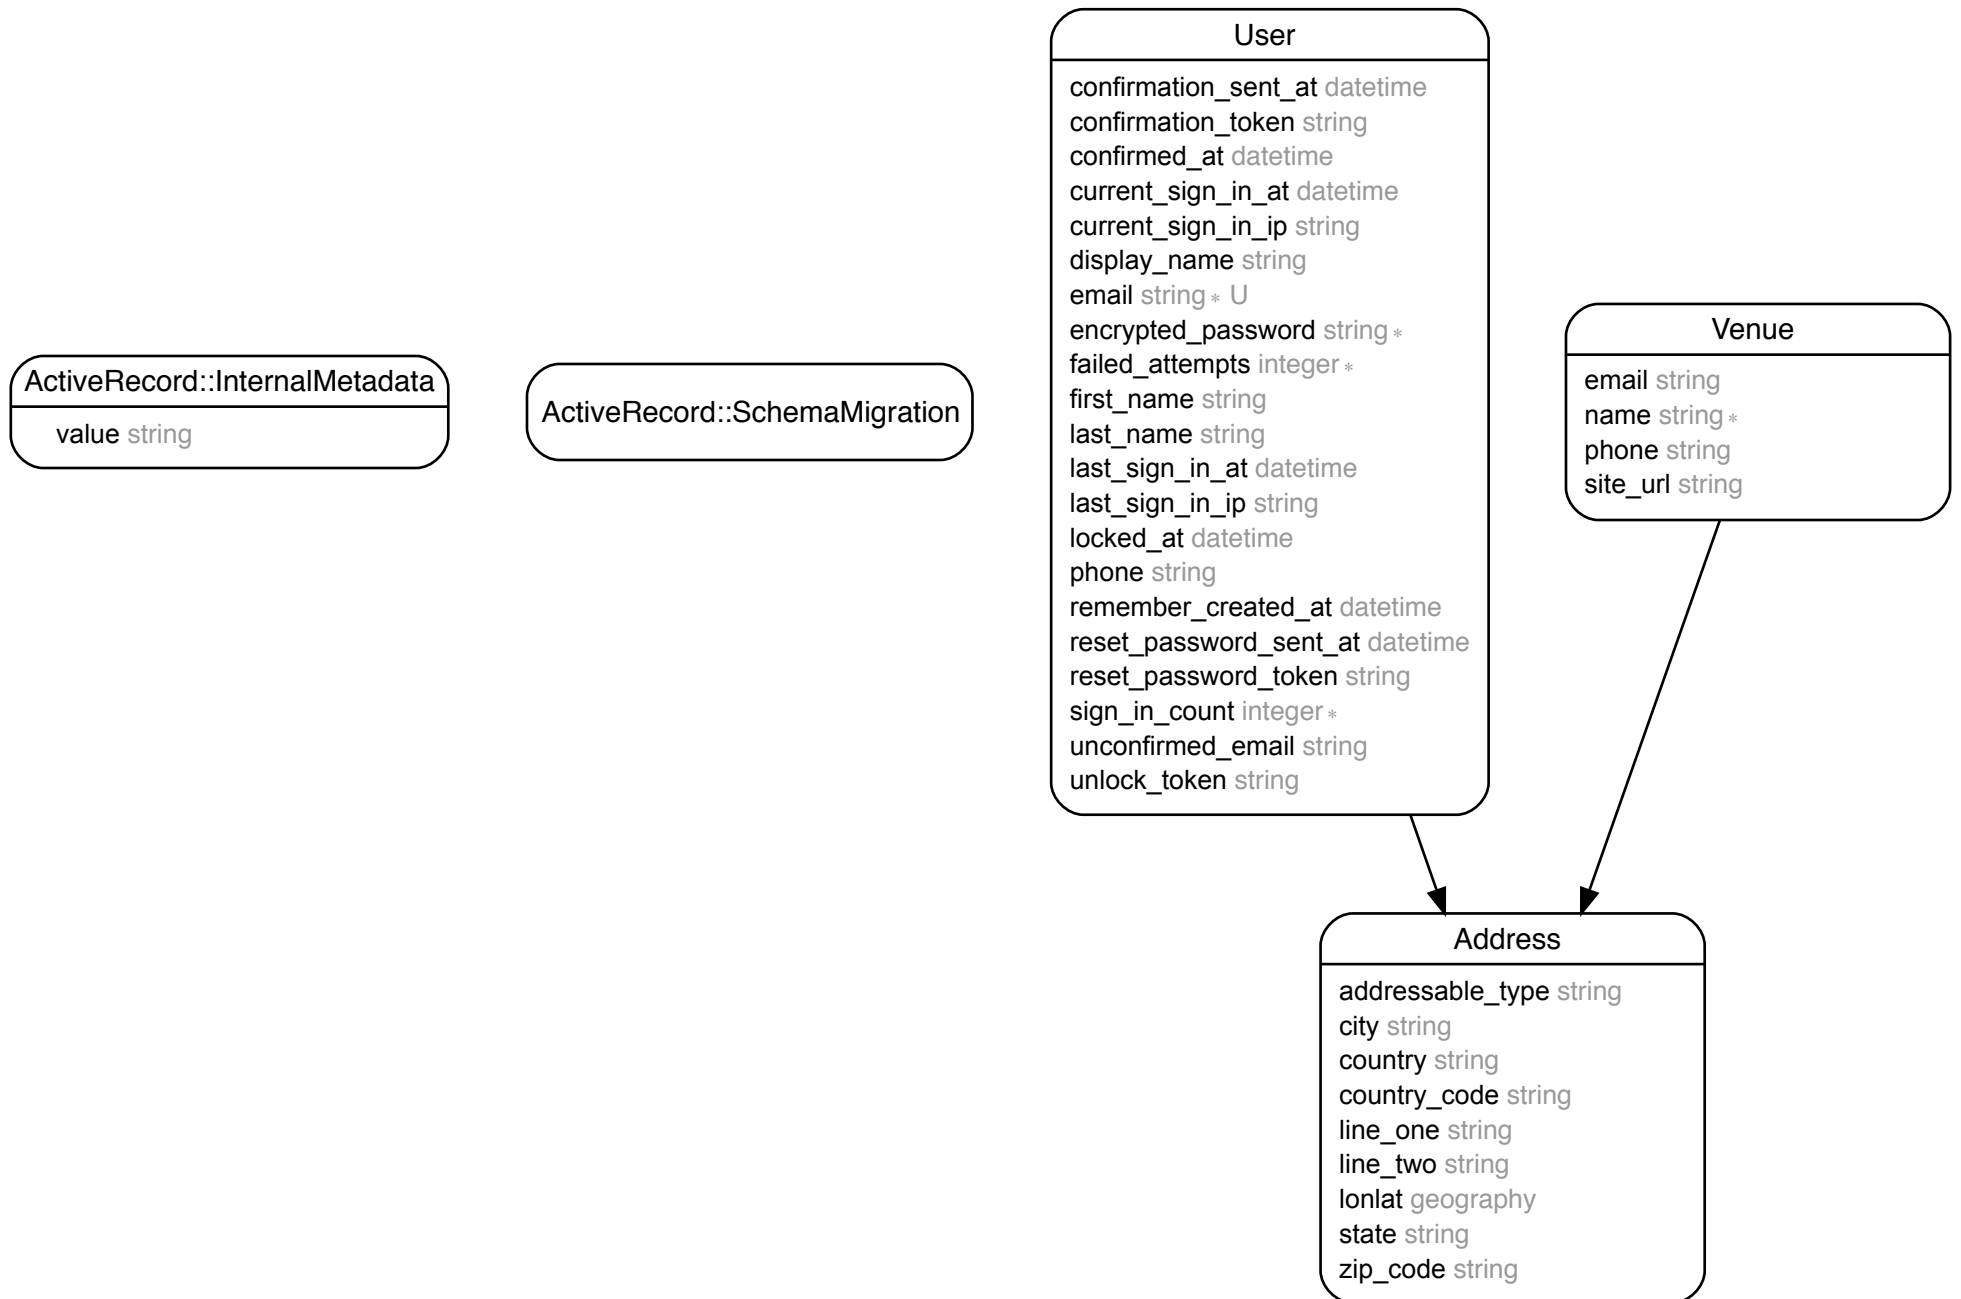 ActiveRecord::InternalMetadata
value string
ActiveRecord::SchemaMigration
User
confirmation_sent_at datetime
confirmation_token string
confirmed_at datetime
current_sign_in_at datetime
current_sign_in_ip string
display_name string
email string * U
encrypted_password string *
failed_attempts integer *
first_name string
last_name string
last_sign_in_at datetime
last_sign_in_ip string
locked_at datetime
phone string
remember_created_at datetime
reset_password_sent_at datetime
reset_password_token string
sign_in_count integer *
unconfirmed_email string
unlock_token string
Venue
email string
name string *
phone string
site_url string
Address
addressable_type string
city string
country string
country_code string
line_one string
line_two string
lonlat geography
state string
zip_code string